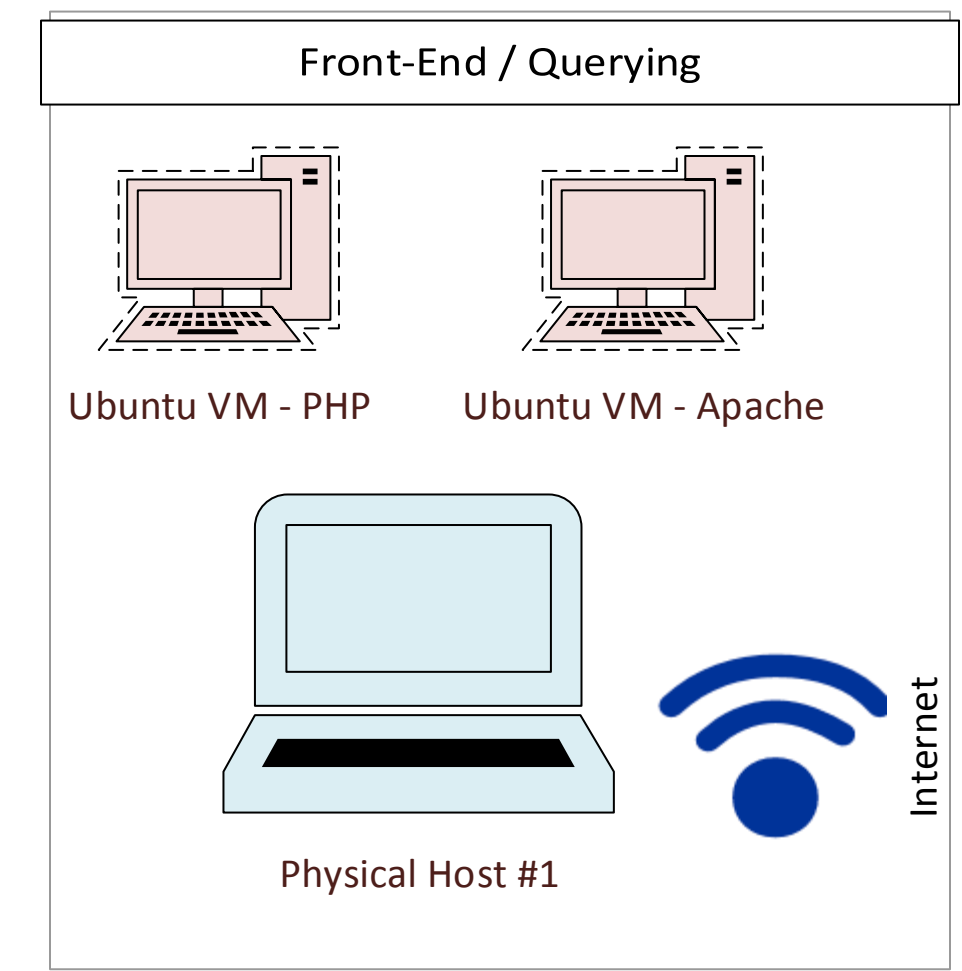 Front-End / Querying
Ubuntu VM - PHP
Ubuntu VM - Apache
Internet
Physical Host #1